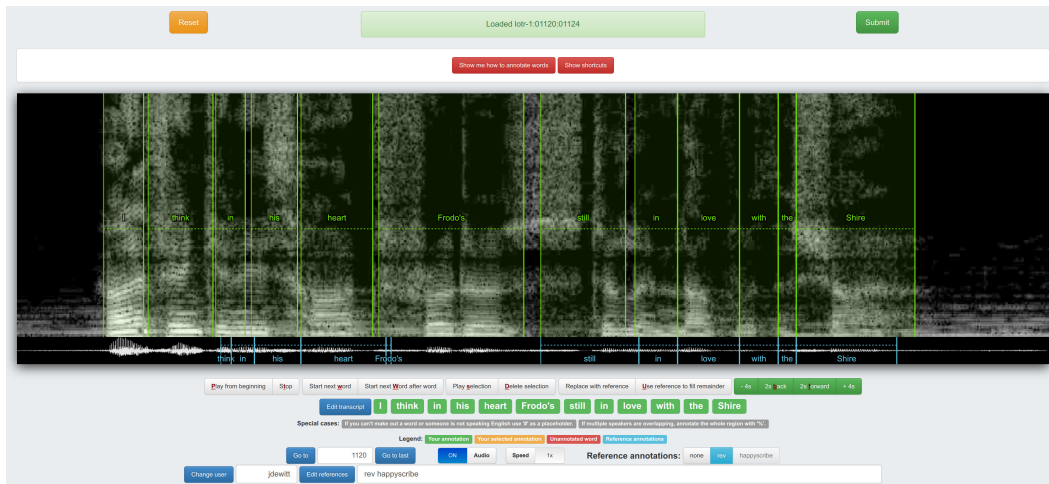 Reset
Loaded lotr-1:01120:01124
Submit
Show me how to annotate words
Show shortcuts
I think in his heart Frodo's still in love with the Shire
think in his heart Frodo's still in love with the Shire
Play from beginning Stop Start next word Start next Word after word Play selection Delete selection Replace with reference Use reference to fill remainder - 4s 2s back 2s forward + 4s
Edit transcript I think in his heart Frodo's still in love with the Shire
Special cases: If you can't make out a word or someone is not speaking English use '#' as a placeholder. If multiple speakers are overlapping, annotate the whole region with '%'.
Legend: Your annotation Your selected annotation Unannotated word Reference annotations
Go to 1120 Go to last ON Audio Speed 1x Reference annotations: none rev happyscribe
Change user jdewitt Edit references rev happyscribe